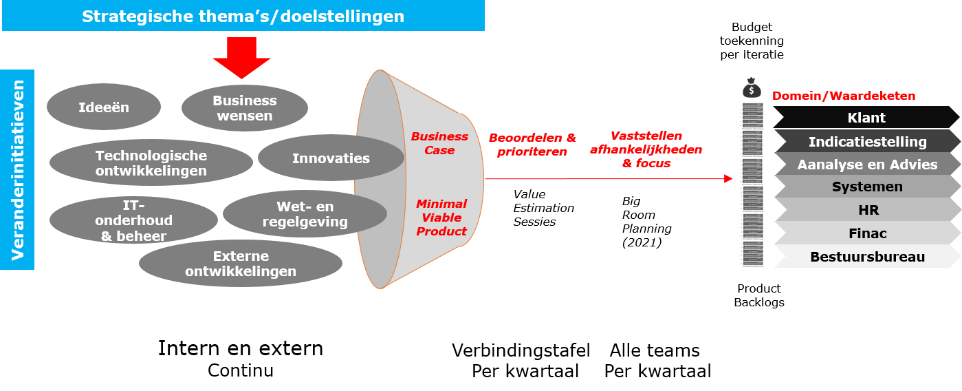 Strategische thema's/doelstellingen
Veranderinitiatieven
Ideeën
Business
wensen
Technologische
ontwikkelingen
Innovaties
IT-
onderhoud
& beheer
Wet- en
regelgeving
Externe
ontwikkelingen
Business
Case
Minimal
Viable
Product
Beoordelen &
prioriteren
Value
Estimation
Sessies
Vaststellen
afhankelijkheden
& focus
Big
Room
Planning
(2021)
Budget
toekenning
per iteratie
$
Product
Backlogs
Domein/Waardeketen
Klant
Indicatiestelling
Aanalyse en Advies
Systemen
HR
Finac
Bestuursbureau
Intern en extern
Continu
Verbindingstafel
Per kwartaal
Alle teams
Per kwartaal